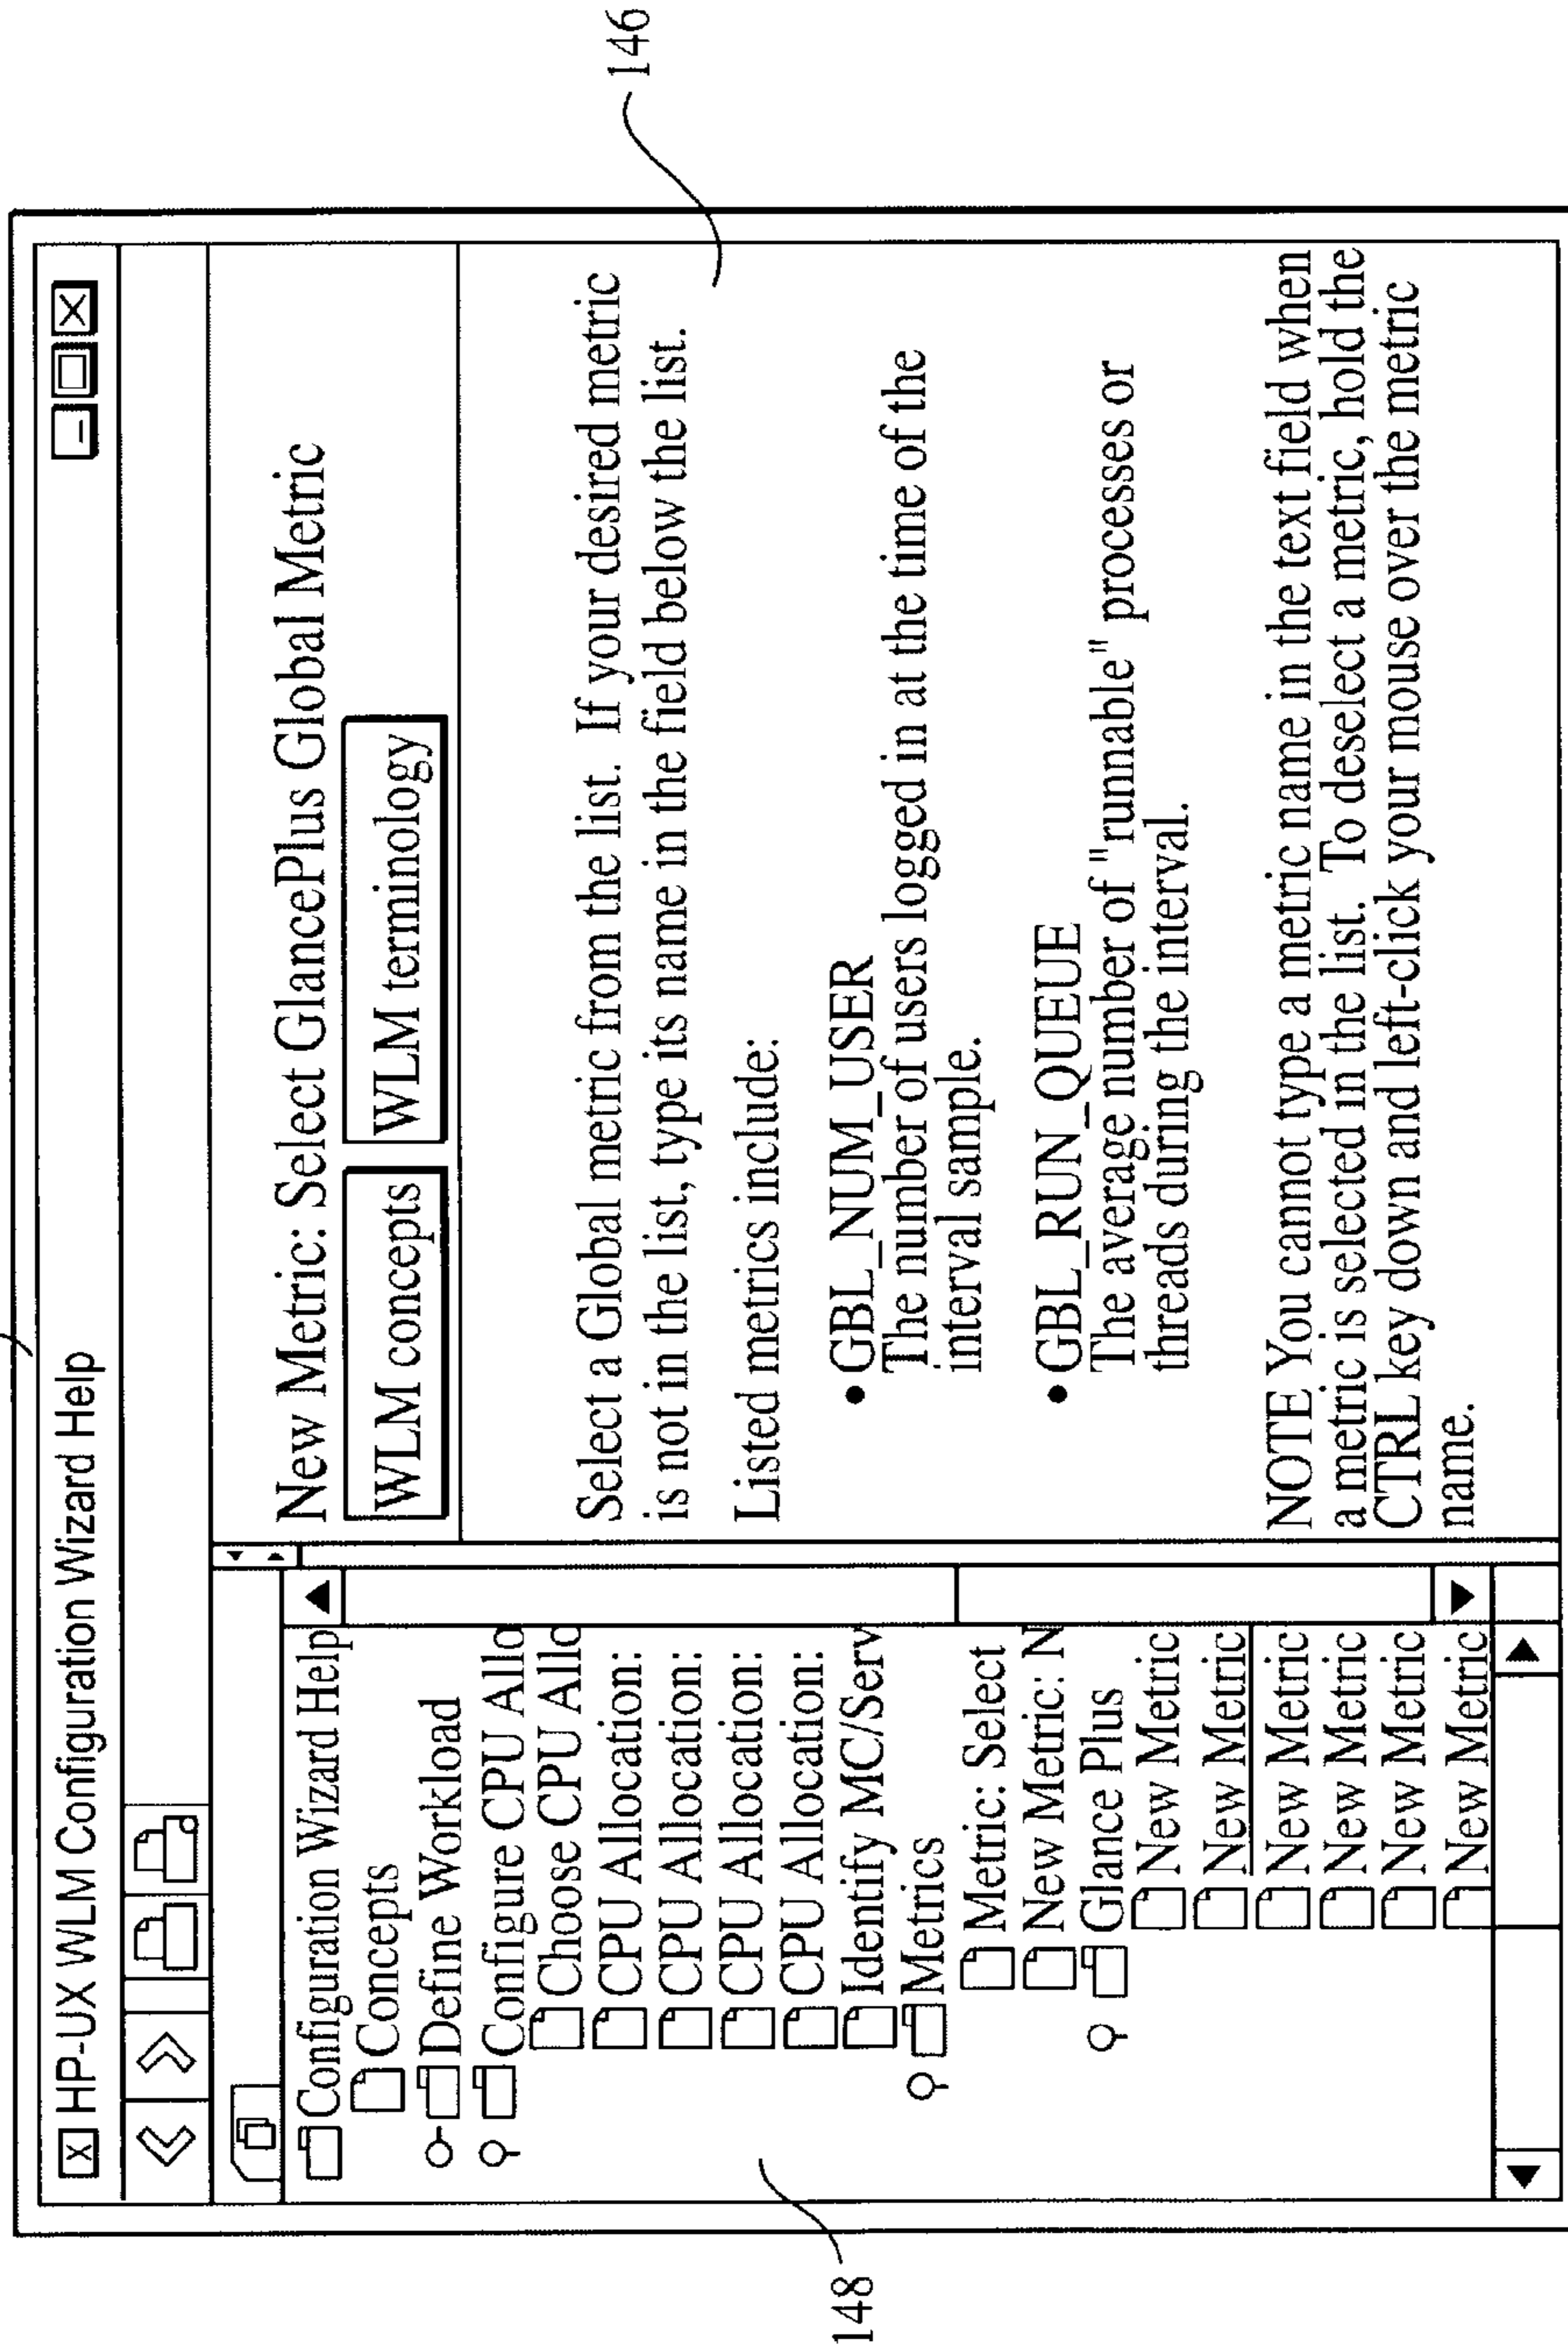 HP-UX WLM Configuration Wizard Help
Configuration Wizard Help
Concepts
Define Workload
Configure CPU Allo
Choose CPU Allo
CPU Allocation:
CPU Allocation:
CPU Allocation:
CPU Allocation:
Identify MC/Serv
Metrics
Metric: Select
New Metric: N
Glance Plus
New Metric
New Metric
New Metric
New Metric
New Metric
New Metric
148
New Metric: Select GlancePlus Global Metric
WLM concepts
WLM terminology
Select a Global metric from the list. If your desired metric
is not in the list, type its name in the field below the list.
Listed metrics include:
• GBL_NUM_USER
The number of users logged in at the time of the
interval sample.
• GBL_RUN_QUEUE
The average number of "runnable" processes or
threads during the interval.
NOTE You cannot type a metric name in the text field when
a metric is selected in the list. To deselect a metric, hold the
CTRL key down and left-click your mouse over the metric
name.
146